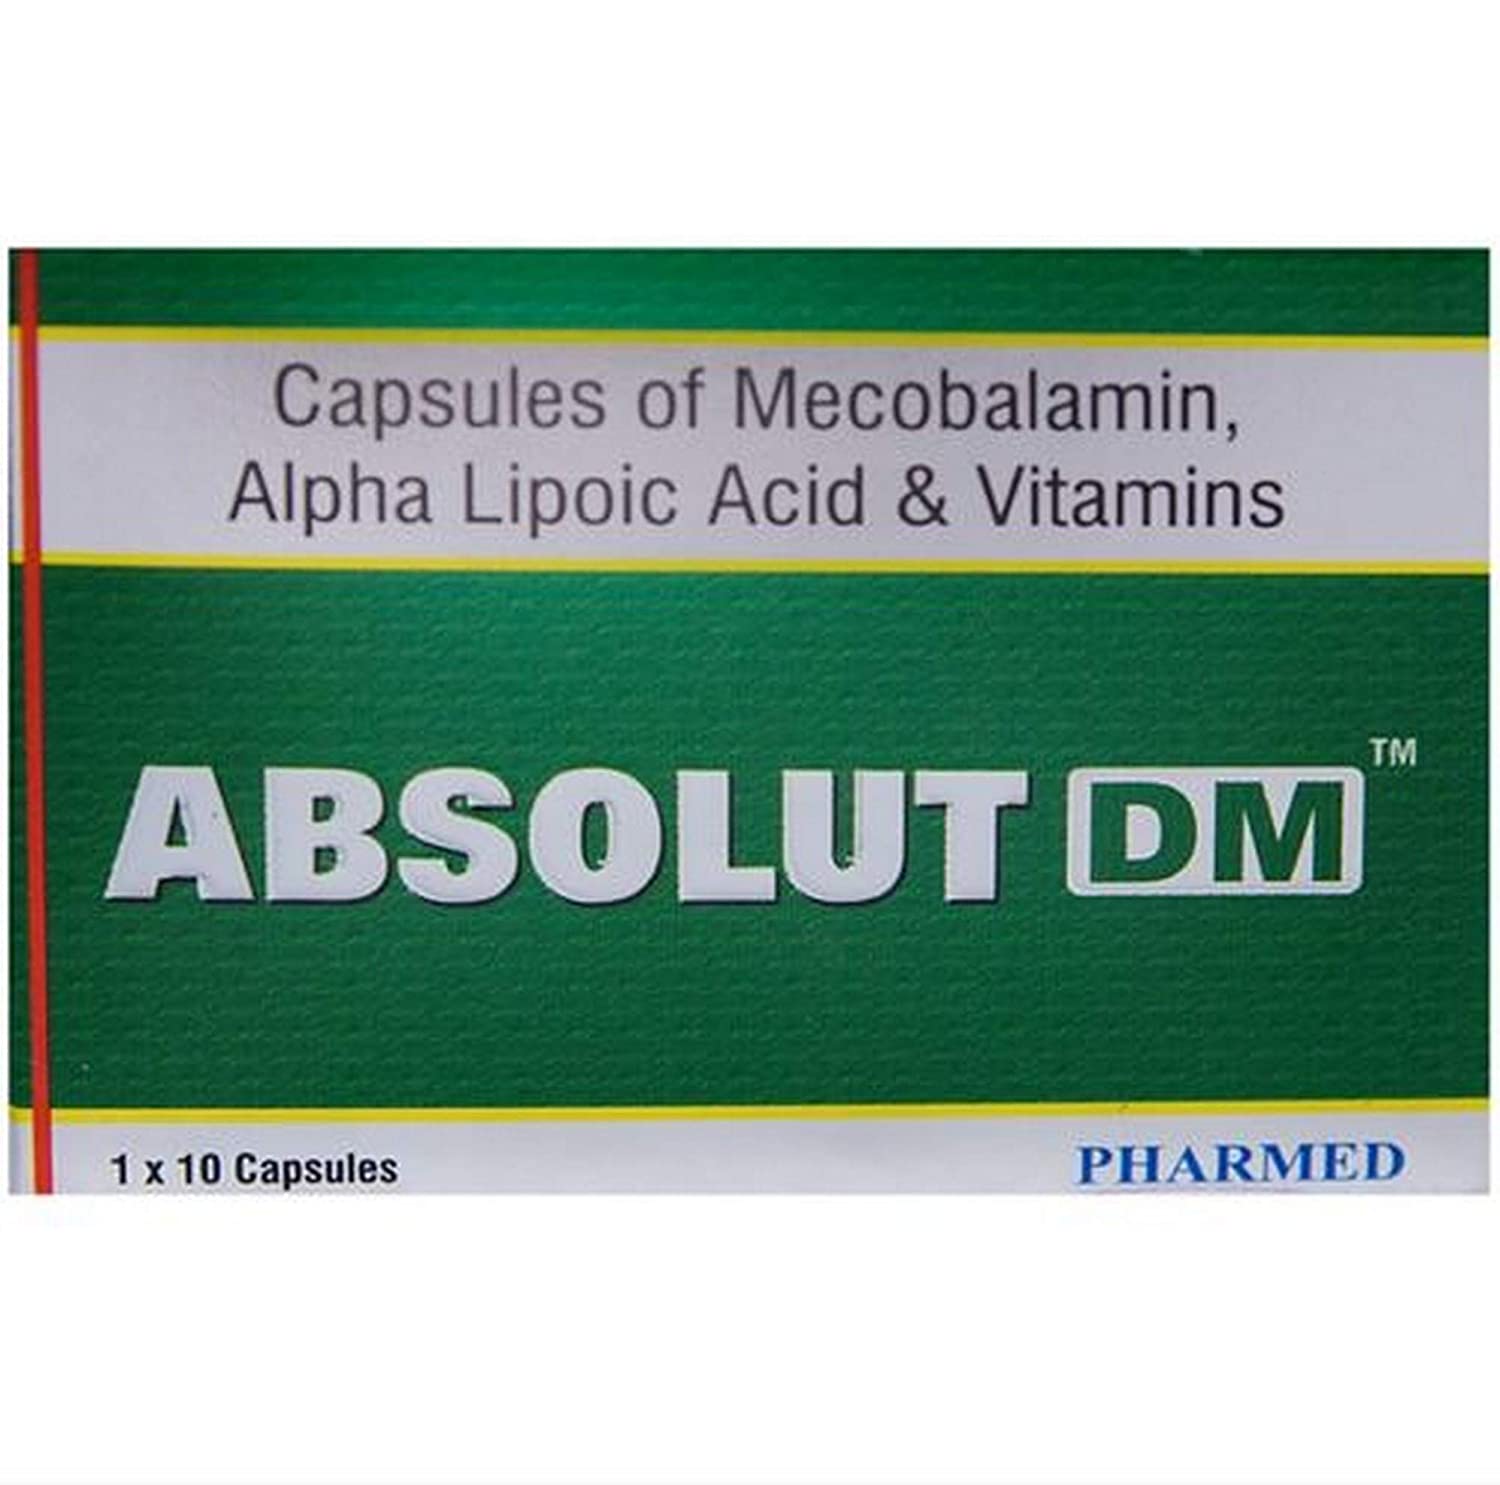 Capsules of Mecobalamin,
Alpha Lipoic Acid & Vitamins
ABSOLUT DM™
1 x 10 Capsules
PHARMED